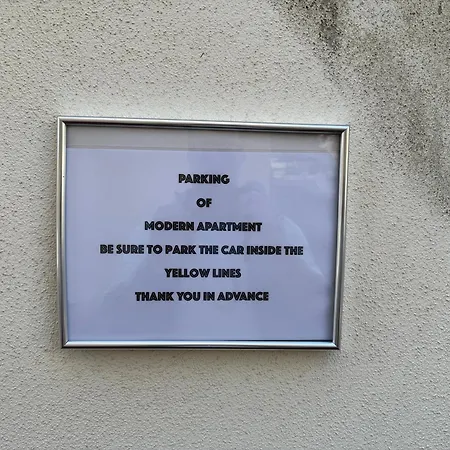 PARKING
OF
MODERN APARTMENT
BE SURE TO PARK THE CAR INSIDE THE
YELLOW LINES
THANK YOU IN ADVANCE